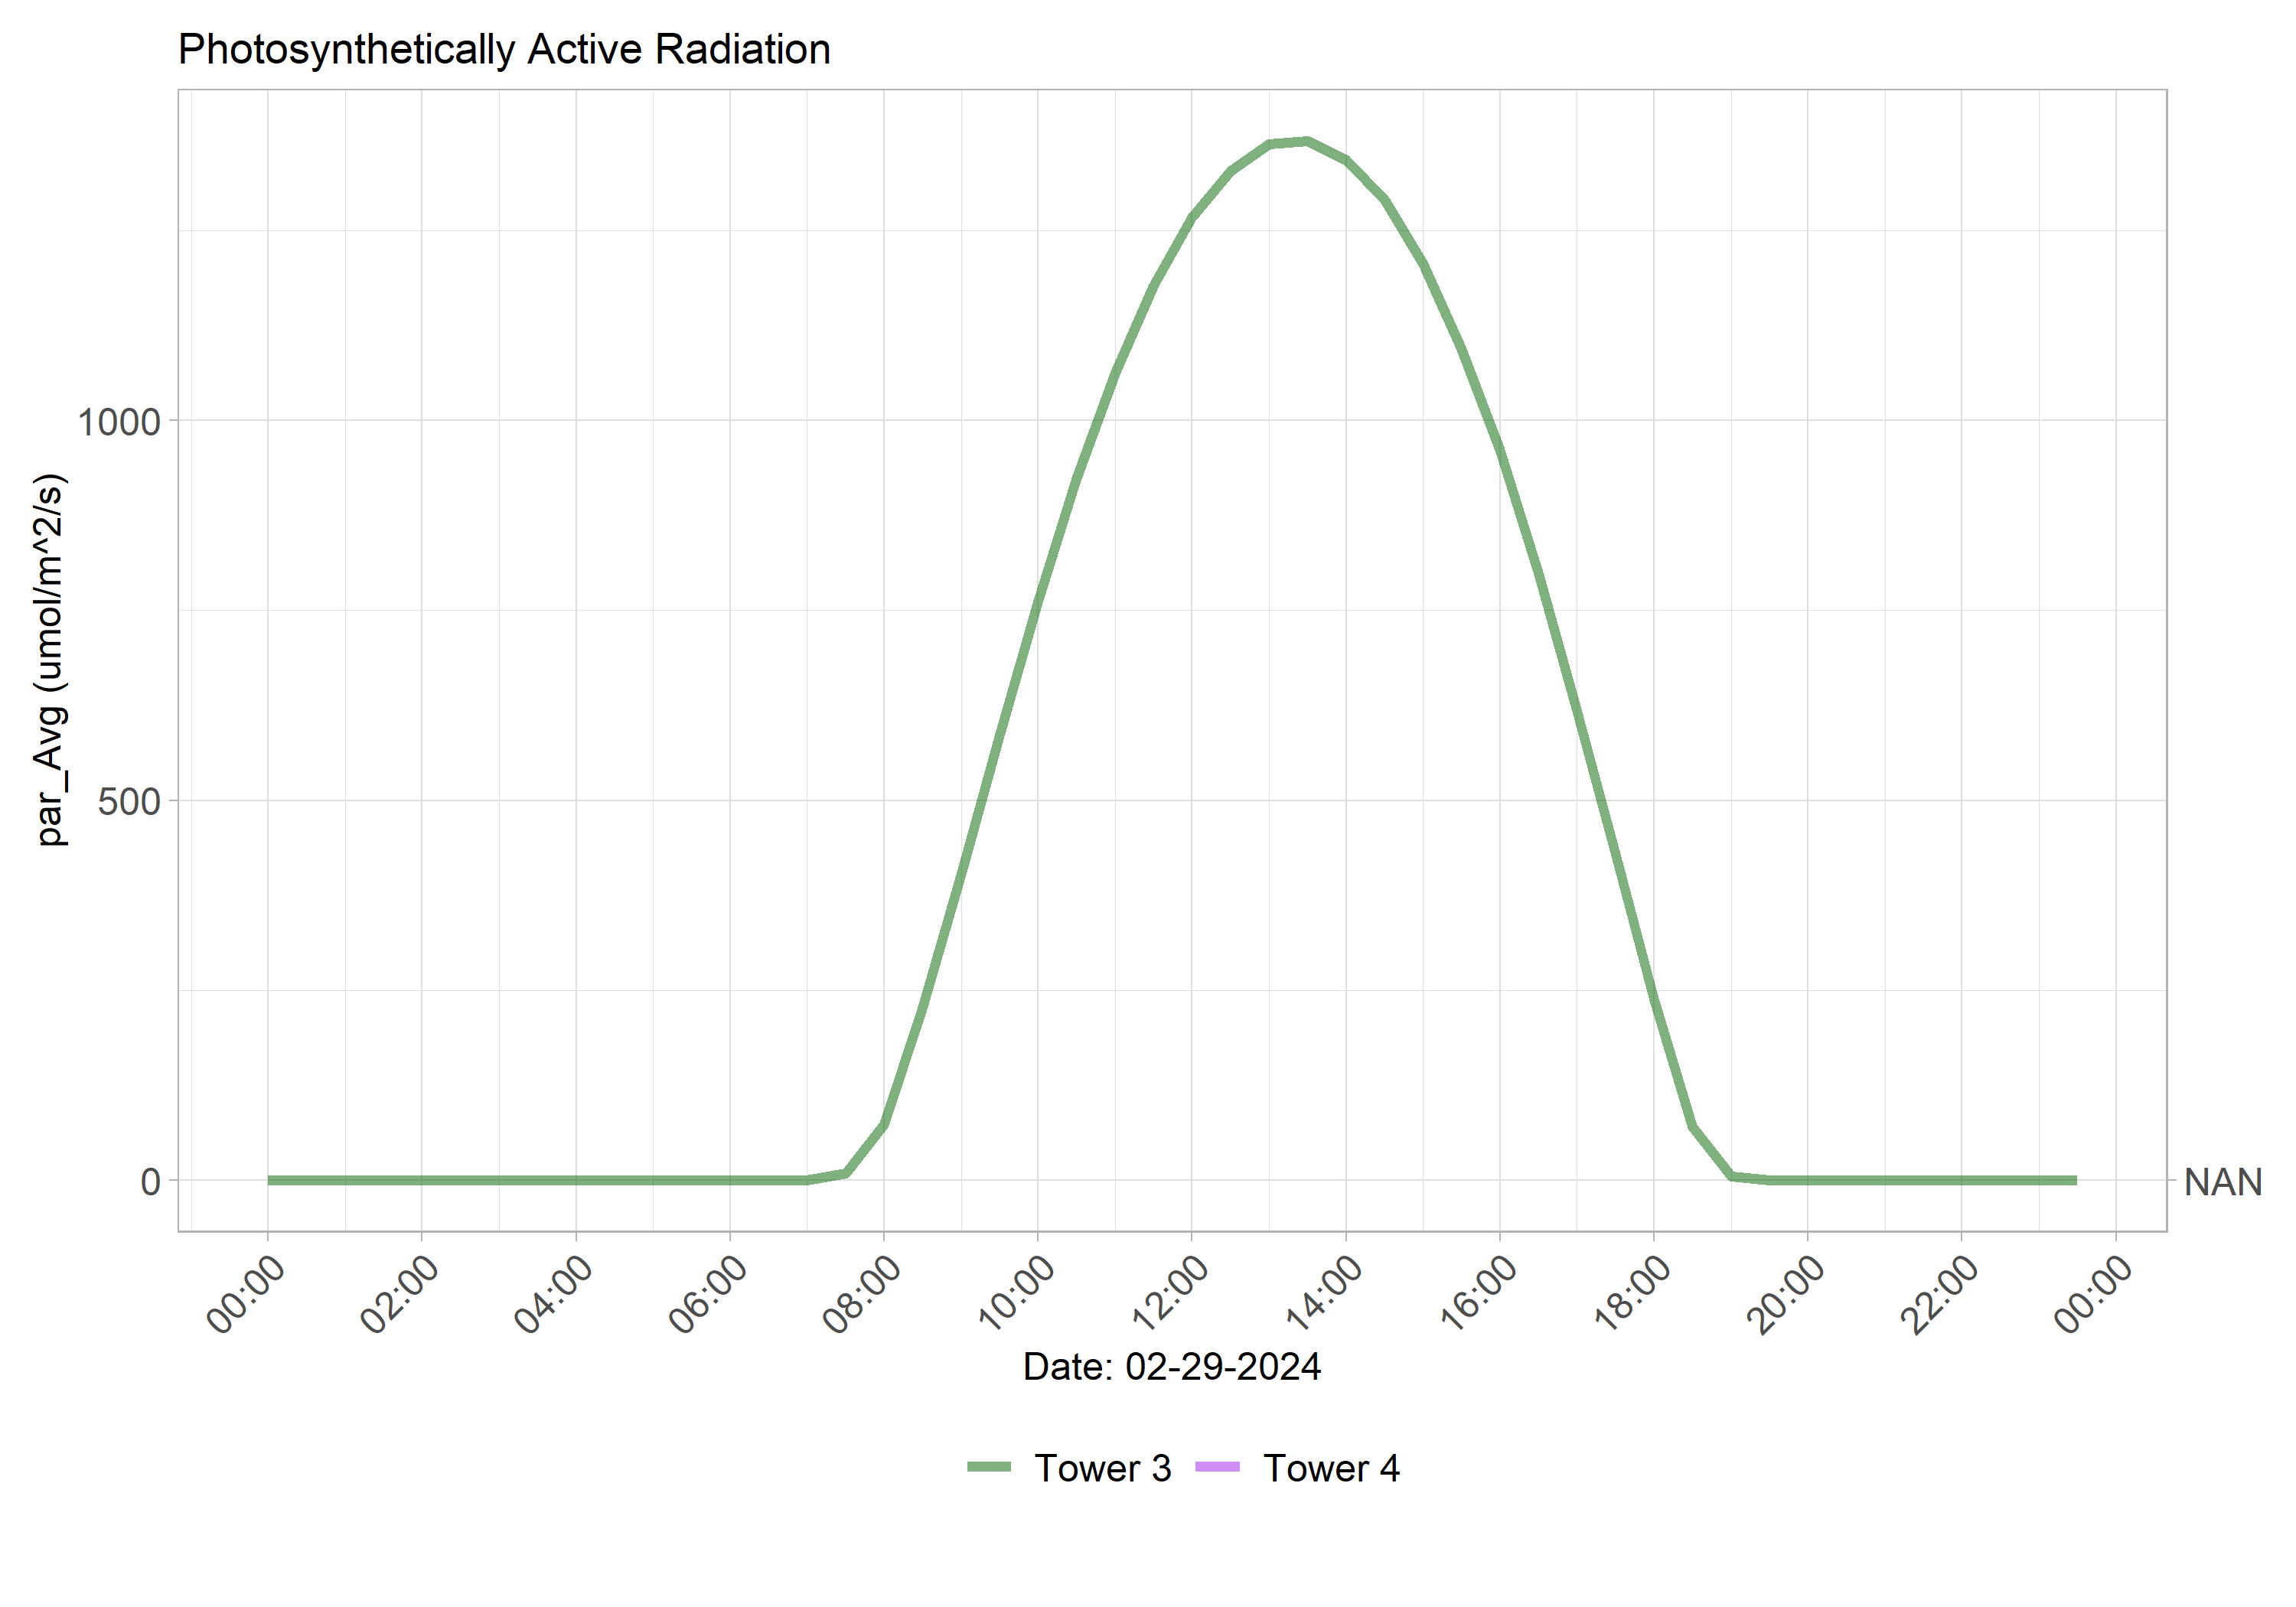 Photosynthetically Active Radiation
par_Avg (umol/m^2/s)
1000
500
0
NAN
00:00 02:00 04:00 06:00 08:00 10:00 12:00 14:00 16:00 18:00 20:00 22:00 00:00
Date: 02-29-2024
Tower 3 Tower 4